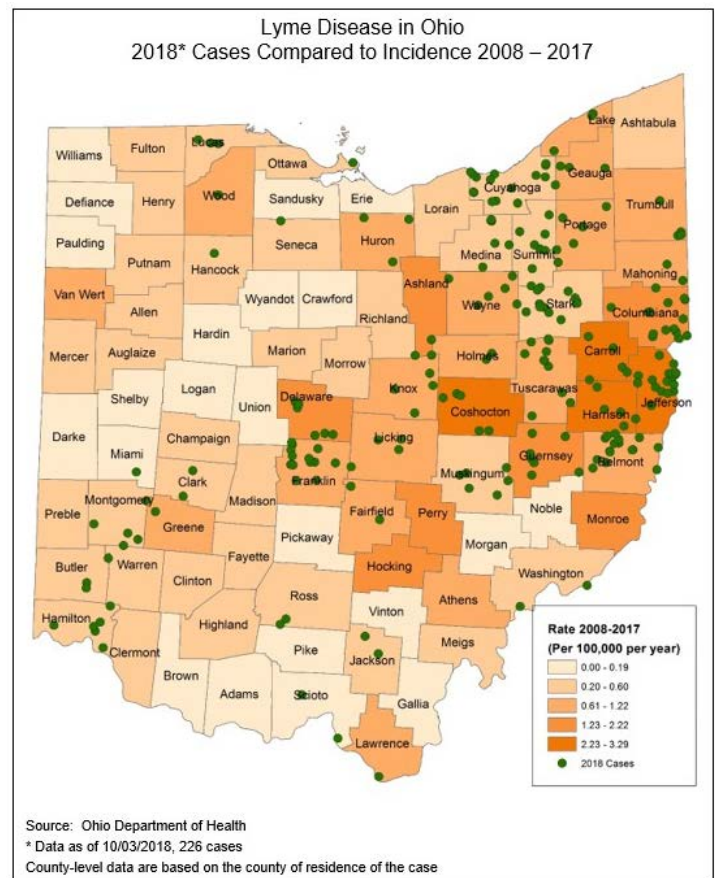 Lyme Disease in Ohio
2018* Cases Compared to Incidence 2008 – 2017
Williams
Fulton
Lucas
Ottawa
Lake
Ashtabula
Defiance
Henry
Wood
Sandusky
Erie
Lorain
Cuyahoga
Geauga
Trumbull
Paulding
Putnam
Hancock
Seneca
Huron
Medina
Summit
Portage
Mahoning
Van Wert
Allen
Wyandot
Crawford
Richland
Ashland
Wayne
Stark
Columbiana
Mercer
Auglaize
Hardin
Marion
Morrow
Knox
Holmes
Tuscarawas
Carroll
Jefferson
Shelby
Logan
Union
Delaware
Coshocton
Harrison
Darke
Miami
Champaign
Clark
Madison
Franklin
Licking
Muskingum
Guernsey
Belmont
Preble
Montgomery
Greene
Fayette
Pickaway
Fairfield
Perry
Morgan
Noble
Monroe
Butler
Warren
Clinton
Ross
Hocking
Athens
Washington
Hamilton
Clermont
Highland
Pike
Vinton
Jackson
Meigs
Brown
Adams
Scioto
Gallia
Lawrence
Rate 2008-2017
(Per 100,000 per year)
0.00 - 0.19
0.20 - 0.60
0.61 - 1.22
1.23 - 2.22
2.23 - 3.29
2018 Cases
Source: Ohio Department of Health
* Data as of 10/03/2018, 226 cases
County-level data are based on the county of residence of the case